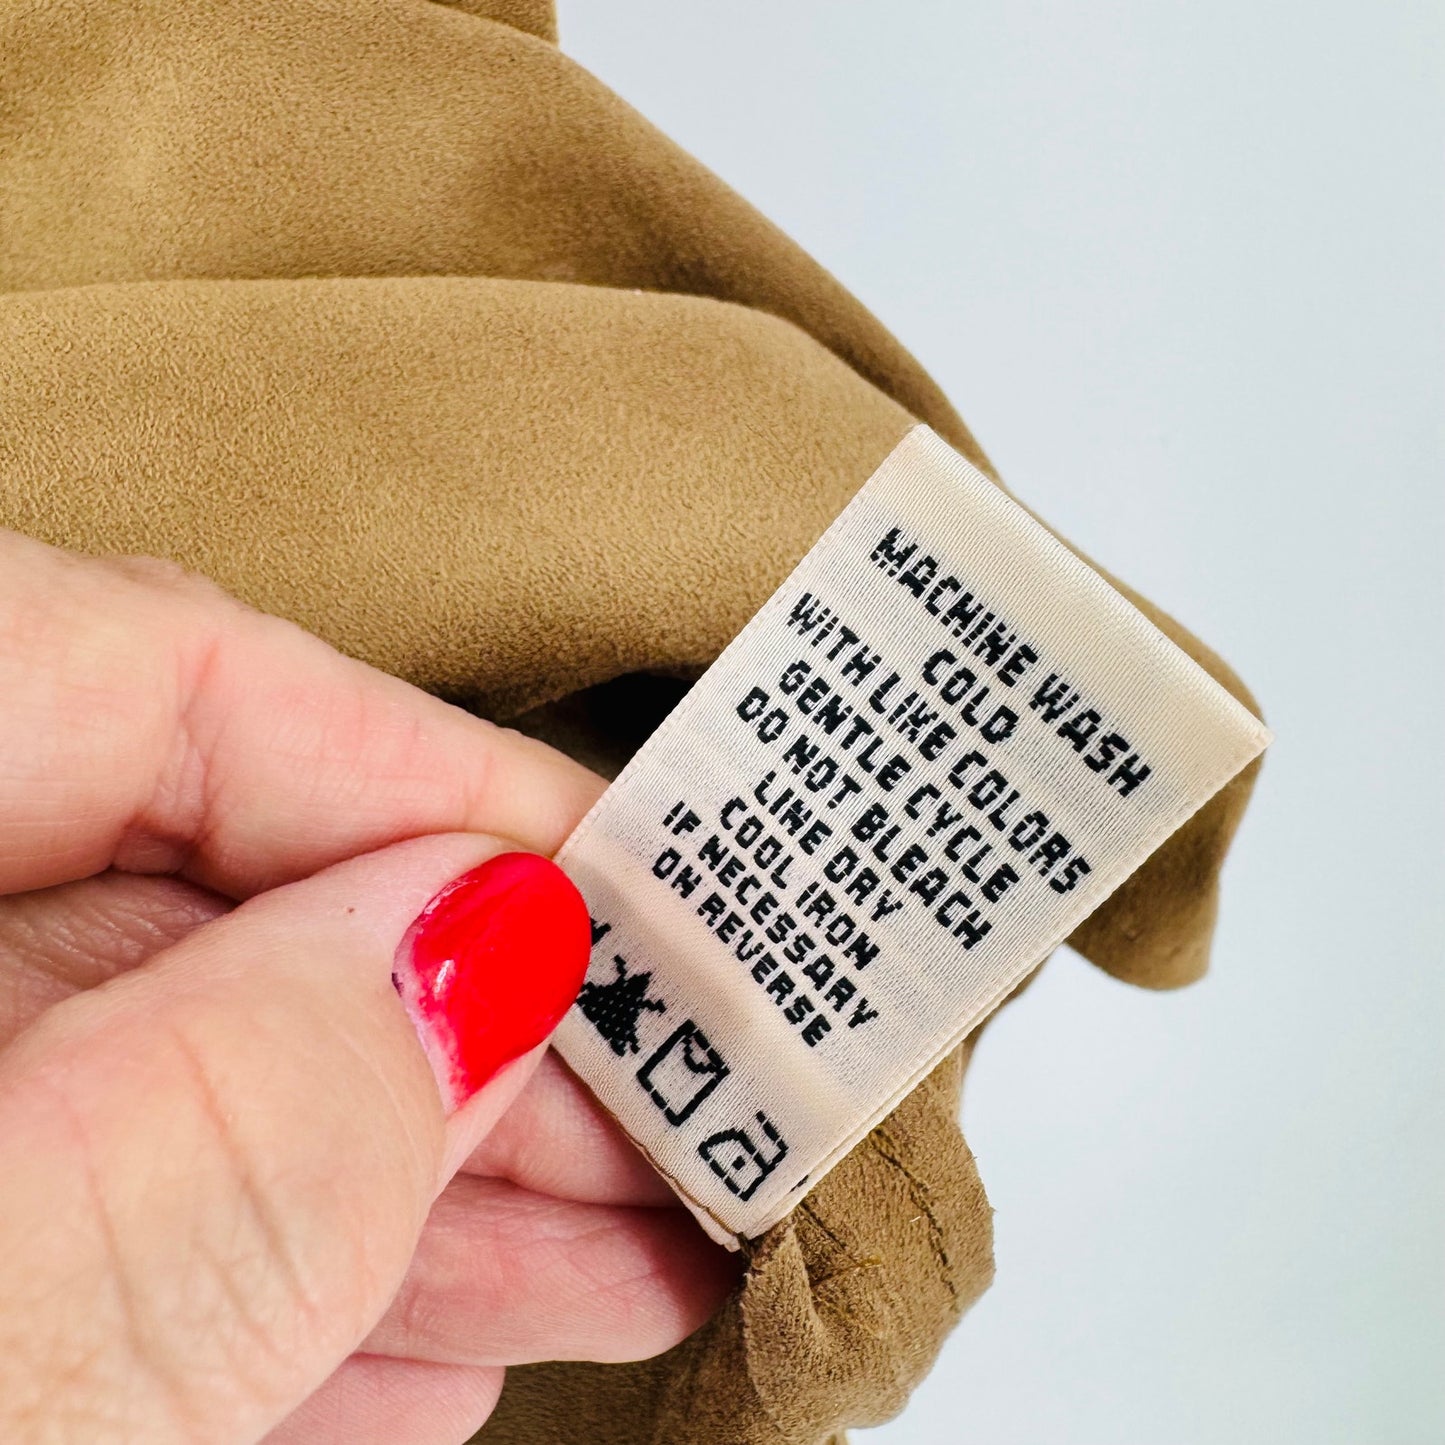 MACHINE WASH
COLD
WITH LIKE COLORS
GENTLE CYCLE
DO NOT BLEACH
LINE DRY
COOL IRON
IF NECESSARY
ON REVERSE